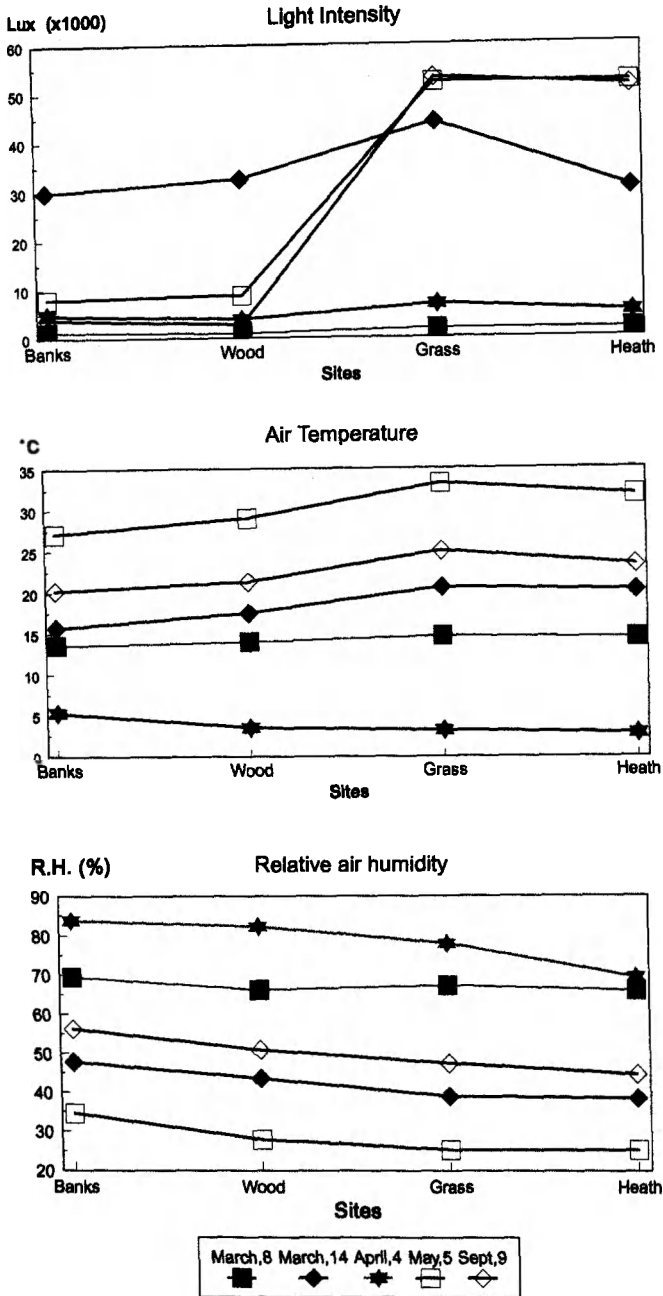 Lux (x1000) Light Intensity
60
50
40
30
20
10
0
Banks Wood Grass Heath
Sites
°C Air Temperature
35
30
25
20
15
10
5
0
Banks Wood Grass Heath
Sites
R.H. (%) Relative air humidity
90
80
70
60
50
40
30
20
Banks Wood Grass Heath
Sites
March,8 March,14 April,4 May,5 Sept,9